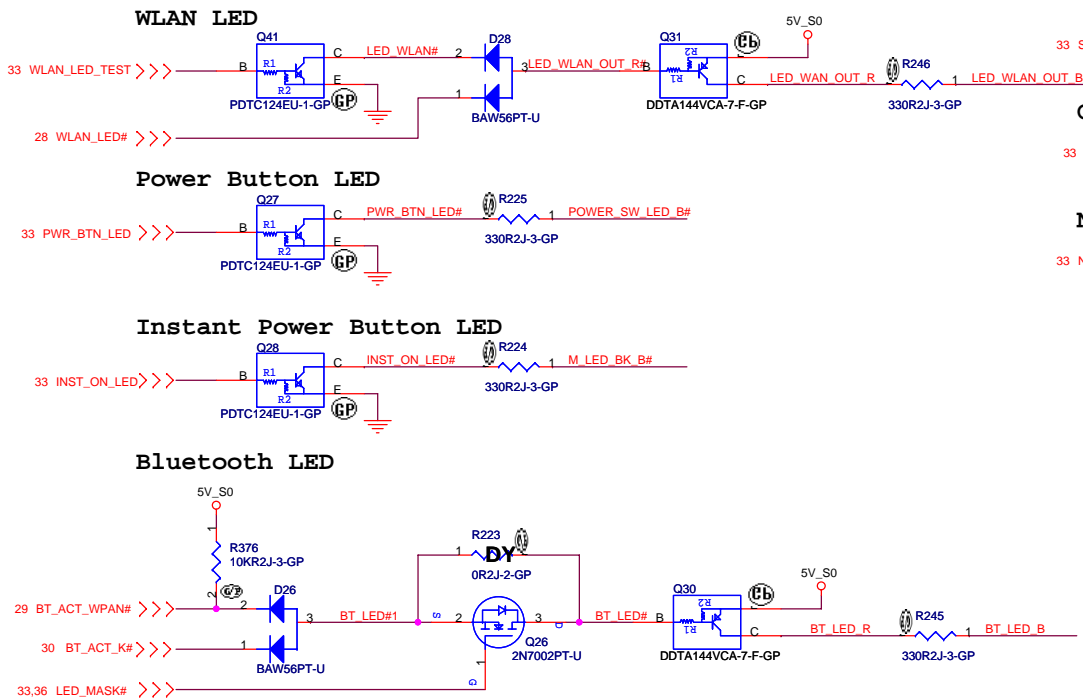 WLAN LED
Q41
R1
R2
B
C
E
PDTC124EU-1-GP
GP
33 WLAN_LED_TEST
LED_WLAN#
2
D28
3
1
BAW56PT-U
28 WLAN_LED#
LED_WLAN_OUT_R#
Q31
B
R2
R1
C
DDTA144VCA-7-F-GP
5V_S0
LED_WAN_OUT_R
R246
1
330R2J-3-GP
LED_WLAN_OUT_B
33 S
33
33 N
Power Button LED
Q27
33 PWR_BTN_LED
B
R1
R2
C
E
PDTC124EU-1-GP
GP
PWR_BTN_LED#
R225
1
330R2J-3-GP
POWER_SW_LED_B#
Instant Power Button LED
Q28
33 INST_ON_LED
B
R1
R2
C
E
PDTC124EU-1-GP
GP
INST_ON_LED#
R224
1
330R2J-3-GP
M_LED_BK_B#
Bluetooth LED
5V_S0
1
R376
10KR2J-3-GP
2
29 BT_ACT_WPAN#
2
D26
3
30 BT_ACT_K#
1
BAW56PT-U
33,36 LED_MASK#
BT_LED#1
1
R223
DY
0R2J-2-GP
S
2
3
D
Q26
2N7002PT-U
1
G
BT_LED#
B
Q30
R2
R1
C
DDTA144VCA-7-F-GP
5V_S0
BT_LED_R
R245
1
330R2J-3-GP
BT_LED_B